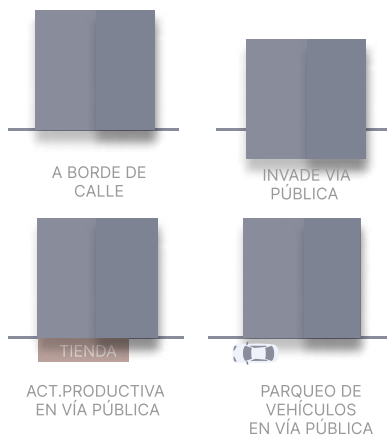 A BORDE DE
CALLE
INVADE VÍA
PÚBLICA
TIENDA
ACT.PRODUCTIVA
EN VÍA PÚBLICA
PARQUEO DE
VEHÍCULOS
EN VÍA PÚBLICA